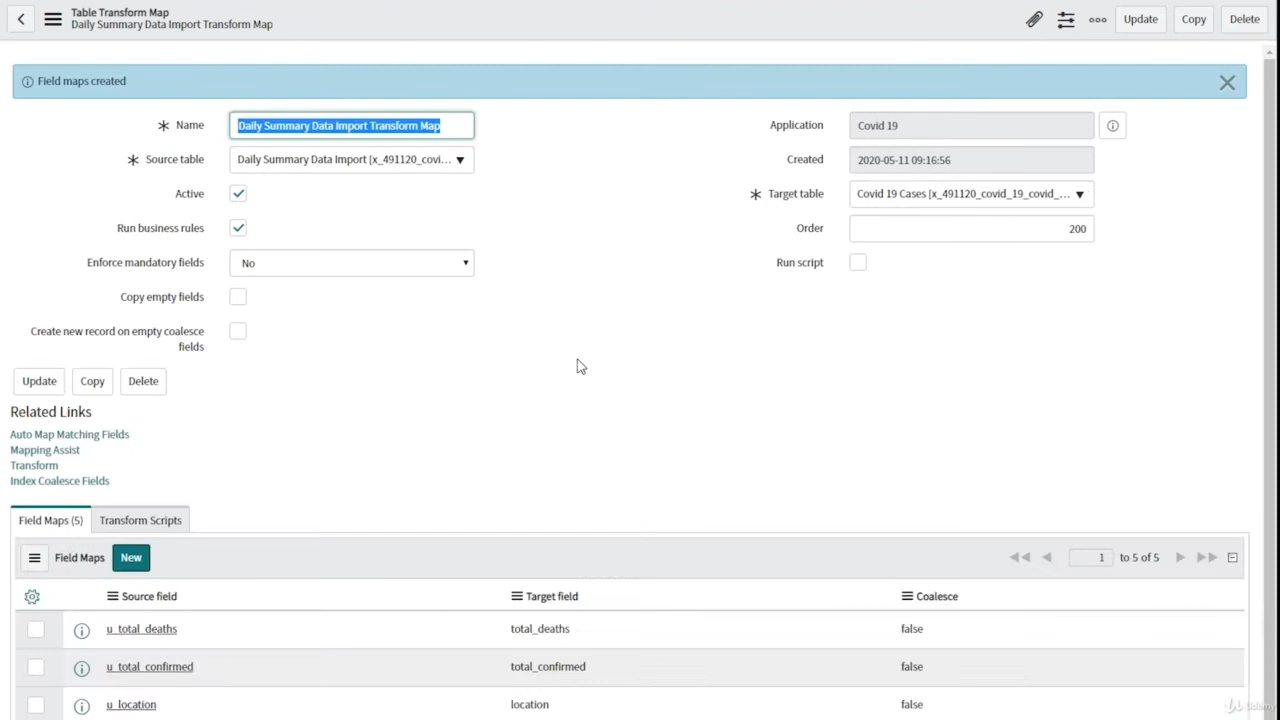 Table Transform Map
Daily Summary Data Import Transform Map
Update
Copy
Delete
Field maps created
Name
Daily Summary Data Import Transform Map
Application
Covid 19
Source table
Daily Summary Data Import [x_491120_covi...
Created
2020-05-11 09:16:56
Active
Target table
Covid 19 Cases [x_491120_covid_19_covid_...
Run business rules
Order
200
Enforce mandatory fields
No
Run script
Copy empty fields
Create new record on empty coalesce
fields
Update
Copy
Delete
Related Links
Auto Map Matching Fields
Mapping Assist
Transform
Index Coalesce Fields
Field Maps (5)
Transform Scripts
Field Maps
New
1
to 5 of 5
Source field
Target field
Coalesce
u_total_deaths
total_deaths
false
u_total_confirmed
total_confirmed
false
u_location
location
false
Udemy